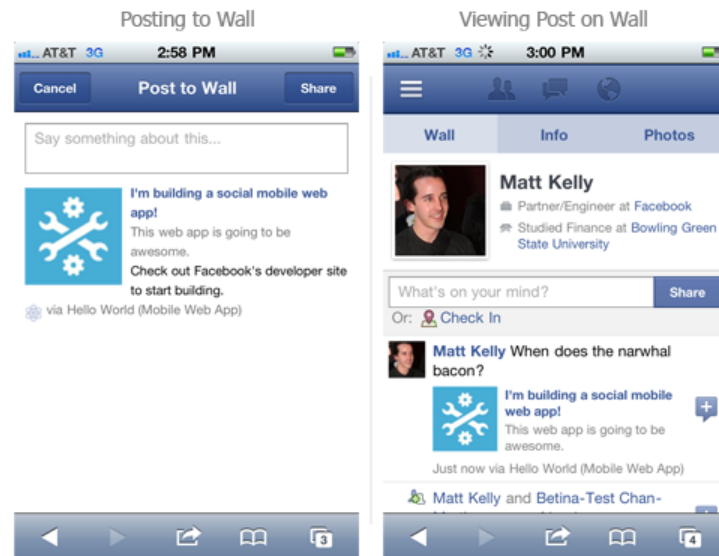 Posting to Wall
AT&T 3G 2:58 PM
Cancel Post to Wall Share
Say something about this...
I'm building a social mobile web
app!
This web app is going to be
awesome.
Check out Facebook's developer site
to start building.
via Hello World (Mobile Web App)
3
Viewing Post on Wall
AT&T 3G 3:00 PM
Wall Info Photos
Matt Kelly
Partner/Engineer at Facebook
Studied Finance at Bowling Green
State University
What's on your mind? Share
Or: Check In
Matt Kelly When does the narwhal
bacon?
I'm building a social mobile
web app!
This web app is going to be
awesome.
Just now via Hello World (Mobile Web App)
Matt Kelly and Betina-Test Chan-
4